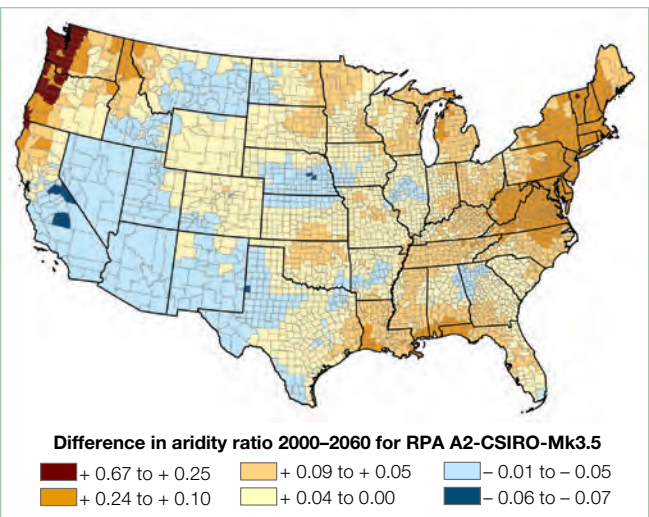 Difference in aridity ratio 2000–2060 for RPA A2-CSIRO-Mk3.5
+ 0.67 to + 0.25
+ 0.09 to + 0.05
– 0.01 to – 0.05
+ 0.24 to + 0.10
+ 0.04 to 0.00
– 0.06 to – 0.07